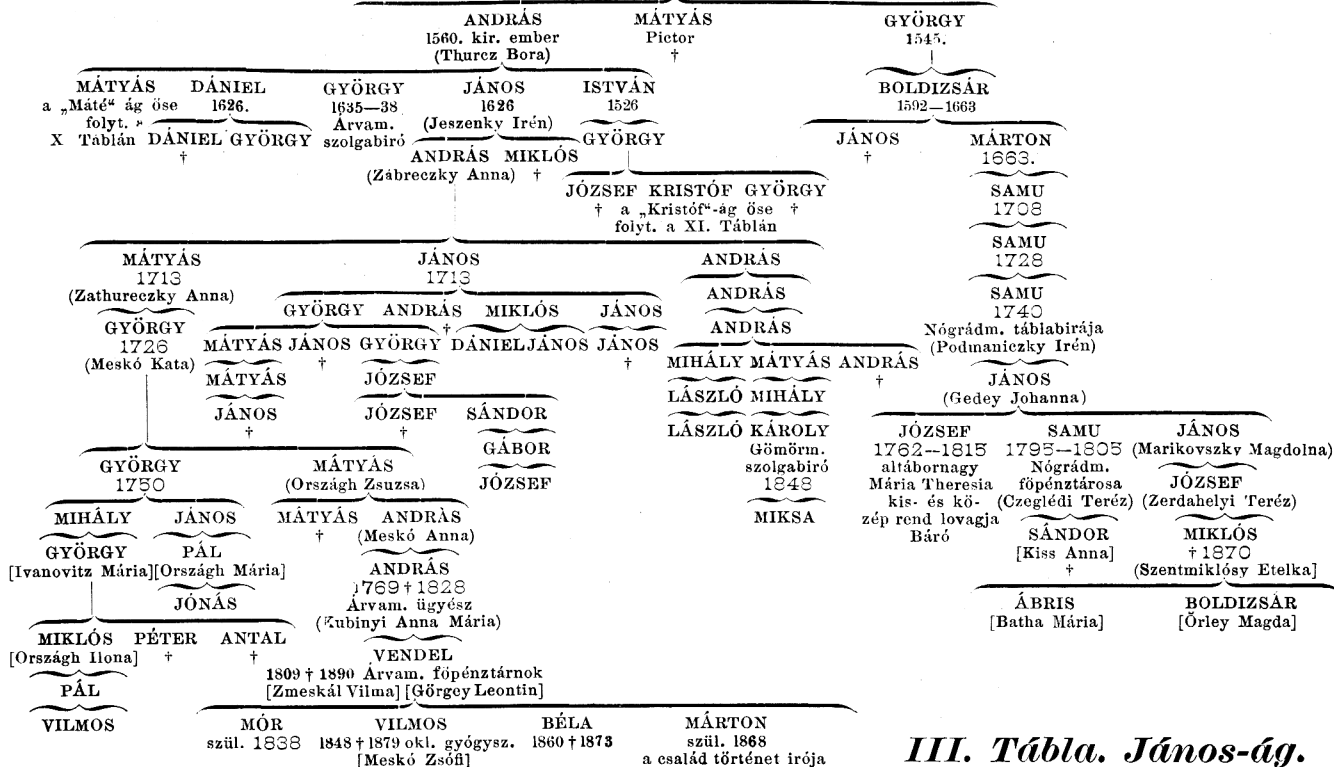 ANDRÁS MÁTYÁS GYÖRGY
1560. kir. ember Pictor 1545.
(Thurcz Bora) †
MÁTYÁS DÁNIEL GYÖRGY JÁNOS ISTVÁN BOLDIZSÁR
a „Máté“ ág őse 1626. 1635—38 1626 1526 1592—1663
folyt. a Árvam. (Jeszenky Irén)
X Táblán DÁNIEL GYÖRGY szolgabiró GYÖRGY JÁNOS MÁRTON
† † 1663.
ANDRÁS MIKLÓS
(Zábreczky Anna) †
JÓZSEF KRISTÓF GYÖRGY SAMU
† a „Kristóf“-ág őse † 1708
folyt. a XI. Táblán
MÁTYÁS JÁNOS ANDRÁS SAMU
1713 1713 1728
(Zathureczky Anna) ANDRÁS SAMU
GYÖRGY ANDRÁS MIKLÓS JÁNOS 1740
† Nógrádm. táblabirája
GYÖRGY ANDRÁS (Podmaniczky Irén)
1726 MÁTYÁS JÁNOS GYÖRGY DÁNIEL JÁNOS JÁNOS
(Meskó Kata) † †
MIHÁLY MÁTYÁS ANDRÁS
†
MÁTYÁS JÓZSEF JÁNOS
LÁSZLÓ MIHÁLY (Gedey Johanna)
JÁNOS JÓZSEF SÁNDOR
† †
LÁSZLÓ KÁROLY JÓZSEF SAMU JÁNOS
GÁBOR Gömörm. 1762—1815 1795—1805 (Marikovszky Magdolna)
GYÖRGY MÁTYÁS szolgabiró altábornagy Nógrádm. JÓZSEF
1750 (Országh Zsuzsa) JÓZSEF 1848 Mária Theresia főpénztárosa (Zerdahelyi Teréz)
kis- és kö- (Czeglédi Teréz)
MIHÁLY JÁNOS MÁTYÁS ANDRÀS MIKSA zép rend lovagja SÁNDOR MIKLÓS
† (Meskó Anna) Báró [Kiss Anna] † 1870
GYÖRGY PÁL † (Szentmiklósy Etelka]
[Ivanovitz Mária] [Országh Mária] ANDRÁS
1769 † 1828
JÓNÁS Árvam. ügyész ÁBRIS BOLDIZSÁR
(Kubinyi Anna Mária) [Batha Mária] [Őrley Magda]
MIKLÓS PÉTER ANTAL
[Országh Ilona] † † VENDEL
1809 † 1890 Árvam. főpénztárnok
PÁL [Zmeskál Vilma] [Görgey Leontin]
VILMOS MÓR VILMOS BÉLA MÁRTON
szül. 1838 1848 † 1879 okl. gyógysz. 1860 † 1873 szül. 1868
[Meskó Zsófi] a család történet irója
III. Tábla. János-ág.